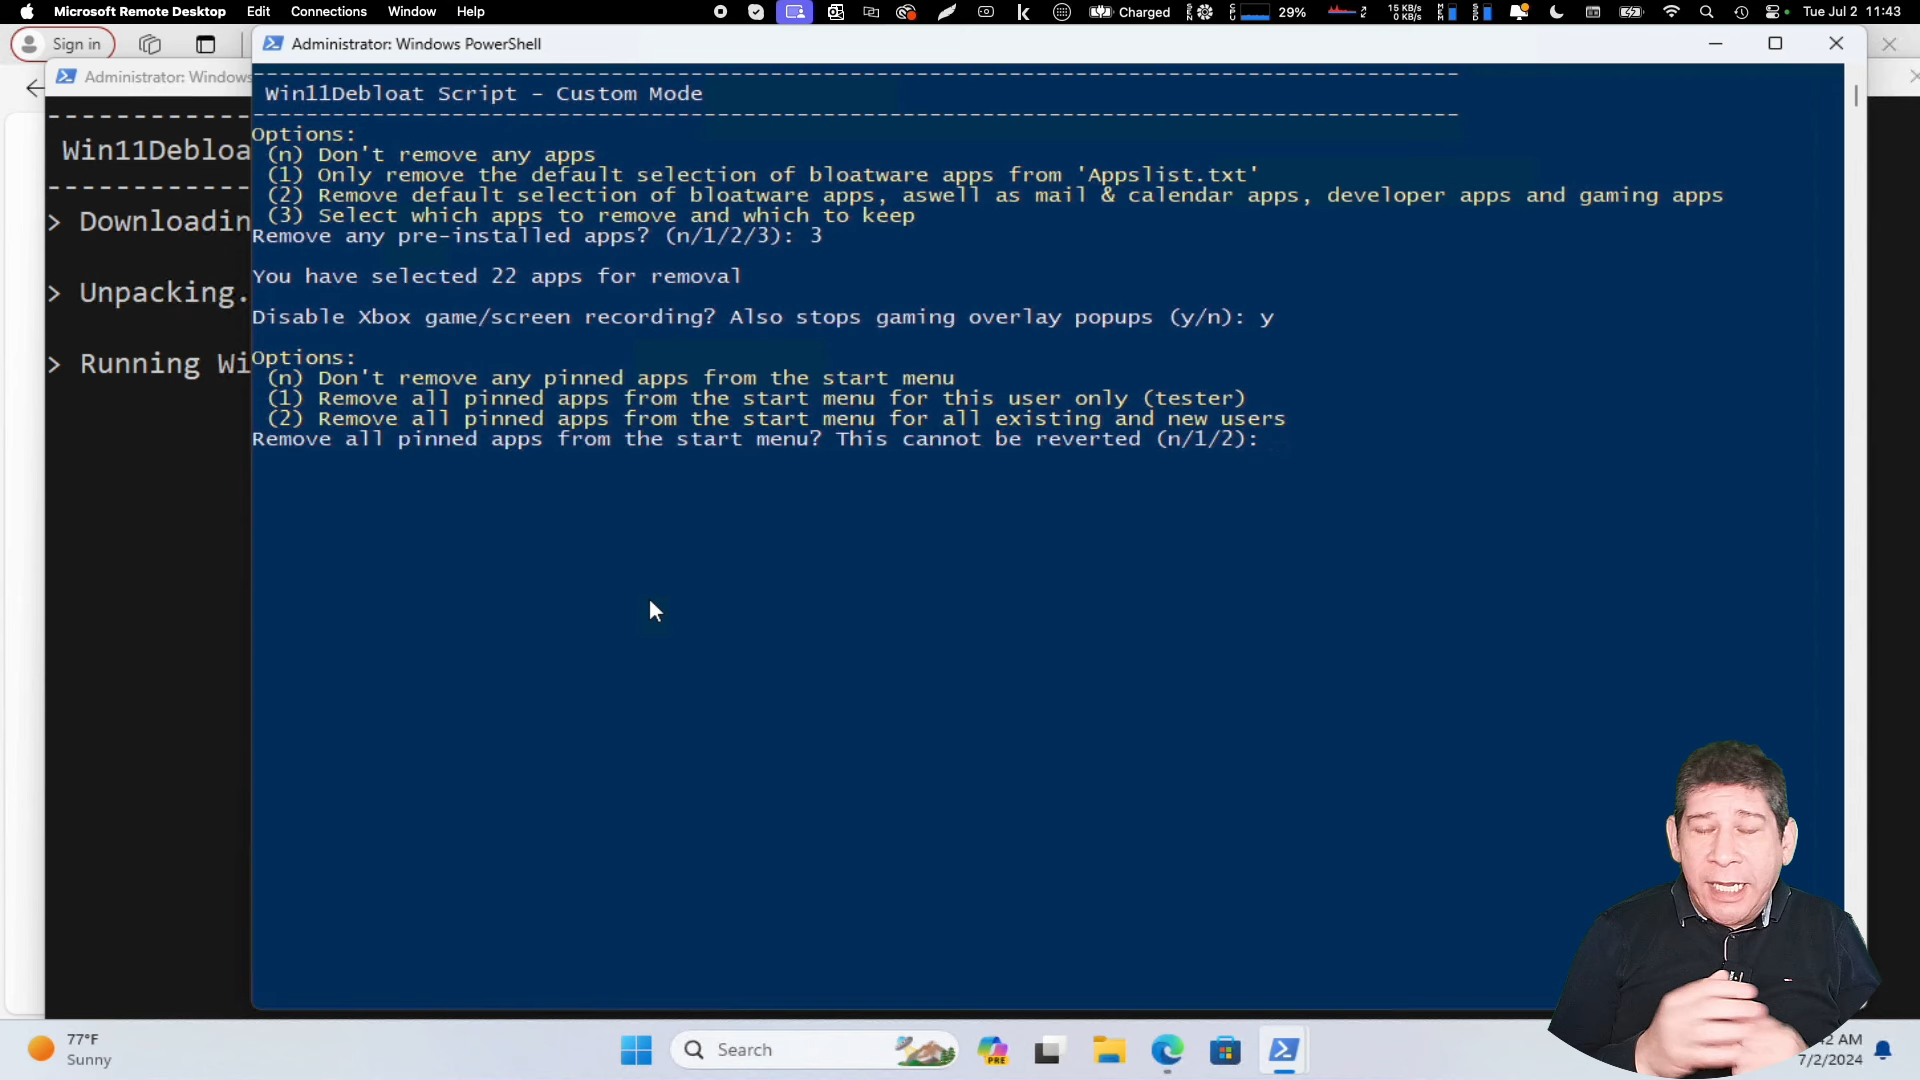 Microsoft Remote Desktop Edit Connections Window Help
Charged 29% 15 KB/s 0 KB/s Tue Jul 2 11:43
Sign in
Administrator: Windows PowerShell
Administrator: Windows
Win11Debloa
> Downloadin
> Unpacking.
> Running Wi
Win11Debloat Script - Custom Mode
Options:
(n) Don't remove any apps
(1) Only remove the default selection of bloatware apps from 'Appslist.txt'
(2) Remove default selection of bloatware apps, aswell as mail & calendar apps, developer apps and gaming apps
(3) Select which apps to remove and which to keep
Remove any pre-installed apps? (n/1/2/3): 3
You have selected 22 apps for removal
Disable Xbox game/screen recording? Also stops gaming overlay popups (y/n): y
Options:
(n) Don't remove any pinned apps from the start menu
(1) Remove all pinned apps from the start menu for this user only (tester)
(2) Remove all pinned apps from the start menu for all existing and new users
Remove all pinned apps from the start menu? This cannot be reverted (n/1/2):
77°F
Sunny
Search
PRE
42 AM
7/2/2024